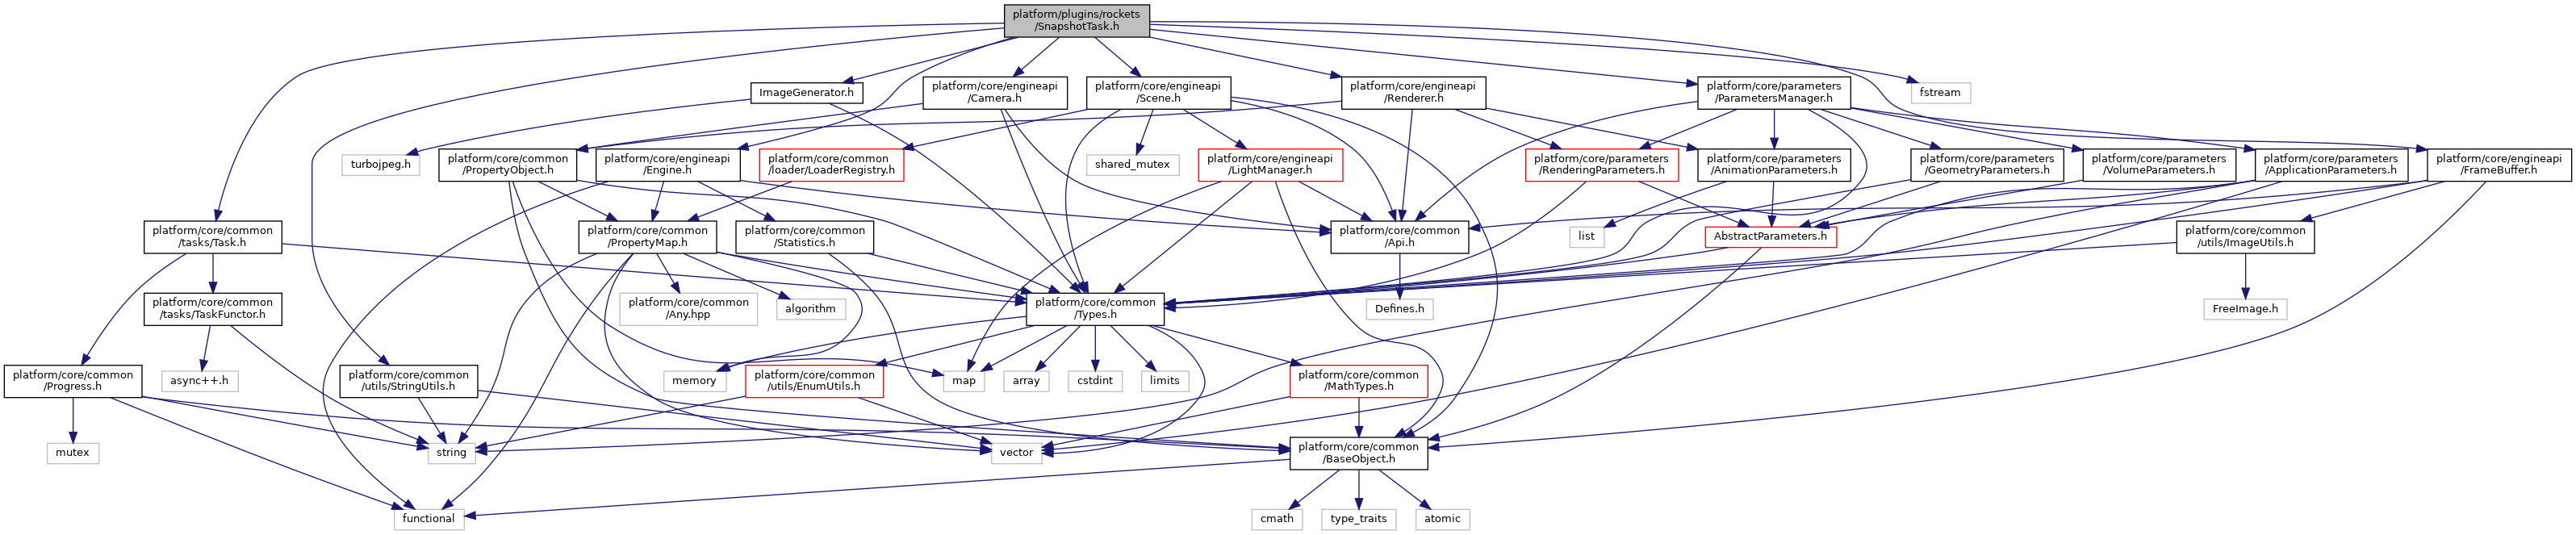 platform/plugins/rockets
/SnapshotTask.h
ImageGenerator.h
platform/core/engineapi
/Camera.h
platform/core/engineapi
/Scene.h
platform/core/engineapi
/Renderer.h
platform/core/parameters
/ParametersManager.h
fstream
turbojpeg.h
platform/core/common
/PropertyObject.h
platform/core/engineapi
/Engine.h
platform/core/common
/loader/LoaderRegistry.h
shared_mutex
platform/core/engineapi
/LightManager.h
platform/core/parameters
/RenderingParameters.h
platform/core/parameters
/AnimationParameters.h
platform/core/parameters
/GeometryParameters.h
platform/core/parameters
/VolumeParameters.h
platform/core/parameters
/ApplicationParameters.h
platform/core/engineapi
/FrameBuffer.h
platform/core/common
/tasks/Task.h
platform/core/common
/PropertyMap.h
platform/core/common
/Statistics.h
platform/core/common
/Api.h
list
AbstractParameters.h
platform/core/common
/utils/ImageUtils.h
platform/core/common
/tasks/TaskFunctor.h
platform/core/common
/Any.hpp
algorithm
platform/core/common
/Types.h
Defines.h
FreeImage.h
platform/core/common
/Progress.h
async++.h
platform/core/common
/utils/StringUtils.h
memory
platform/core/common
/utils/EnumUtils.h
map
array
cstdint
limits
platform/core/common
/MathTypes.h
mutex
string
vector
platform/core/common
/BaseObject.h
functional
cmath
type_traits
atomic